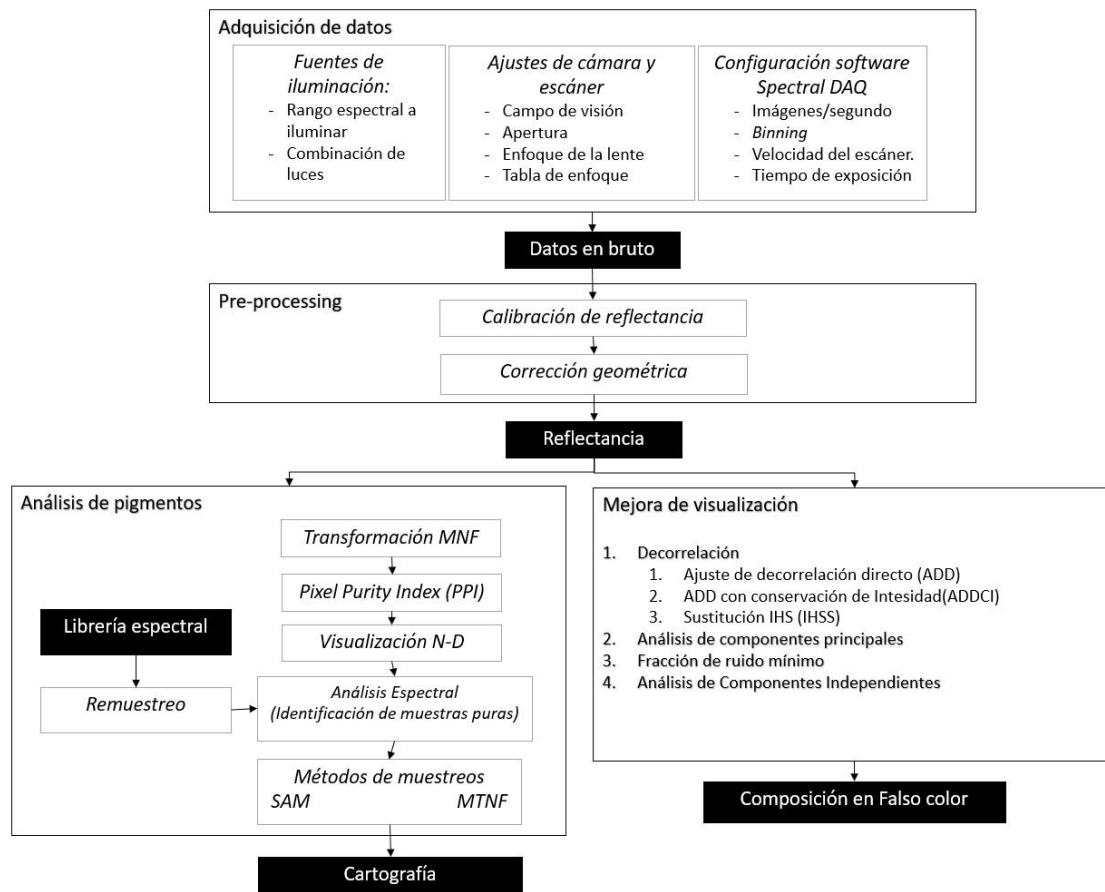 Adquisición de datos
Fuentes de
iluminación:
- Rango espectral a
iluminar
- Combinación de
luces
Ajustes de cámara y
escáner
- Campo de visión
- Apertura
- Enfoque de la lente
- Tabla de enfoque
Configuración software
Spectral DAQ
- Imágenes/segundo
- Binning
- Velocidad del escáner.
- Tiempo de exposición
Datos en bruto
Pre-processing
Calibración de reflectancia
Corrección geométrica
Reflectancia
Análisis de pigmentos
Transformación MNF
Pixel Purity Index (PPI)
Visualización N-D
Librería espectral
Remuestreo
Análisis Espectral
(Identificación de muestras puras)
Métodos de muestreos
SAM MTNF
Cartografía
Mejora de visualización
1. Decorrelación
1. Ajuste de decorrelación directo (ADD)
2. ADD con conservación de Intesidad(ADDCI)
3. Sustitución IHS (IHSS)
2. Análisis de componentes principales
3. Fracción de ruido mínimo
4. Análisis de Componentes Independientes
Composición en Falso color